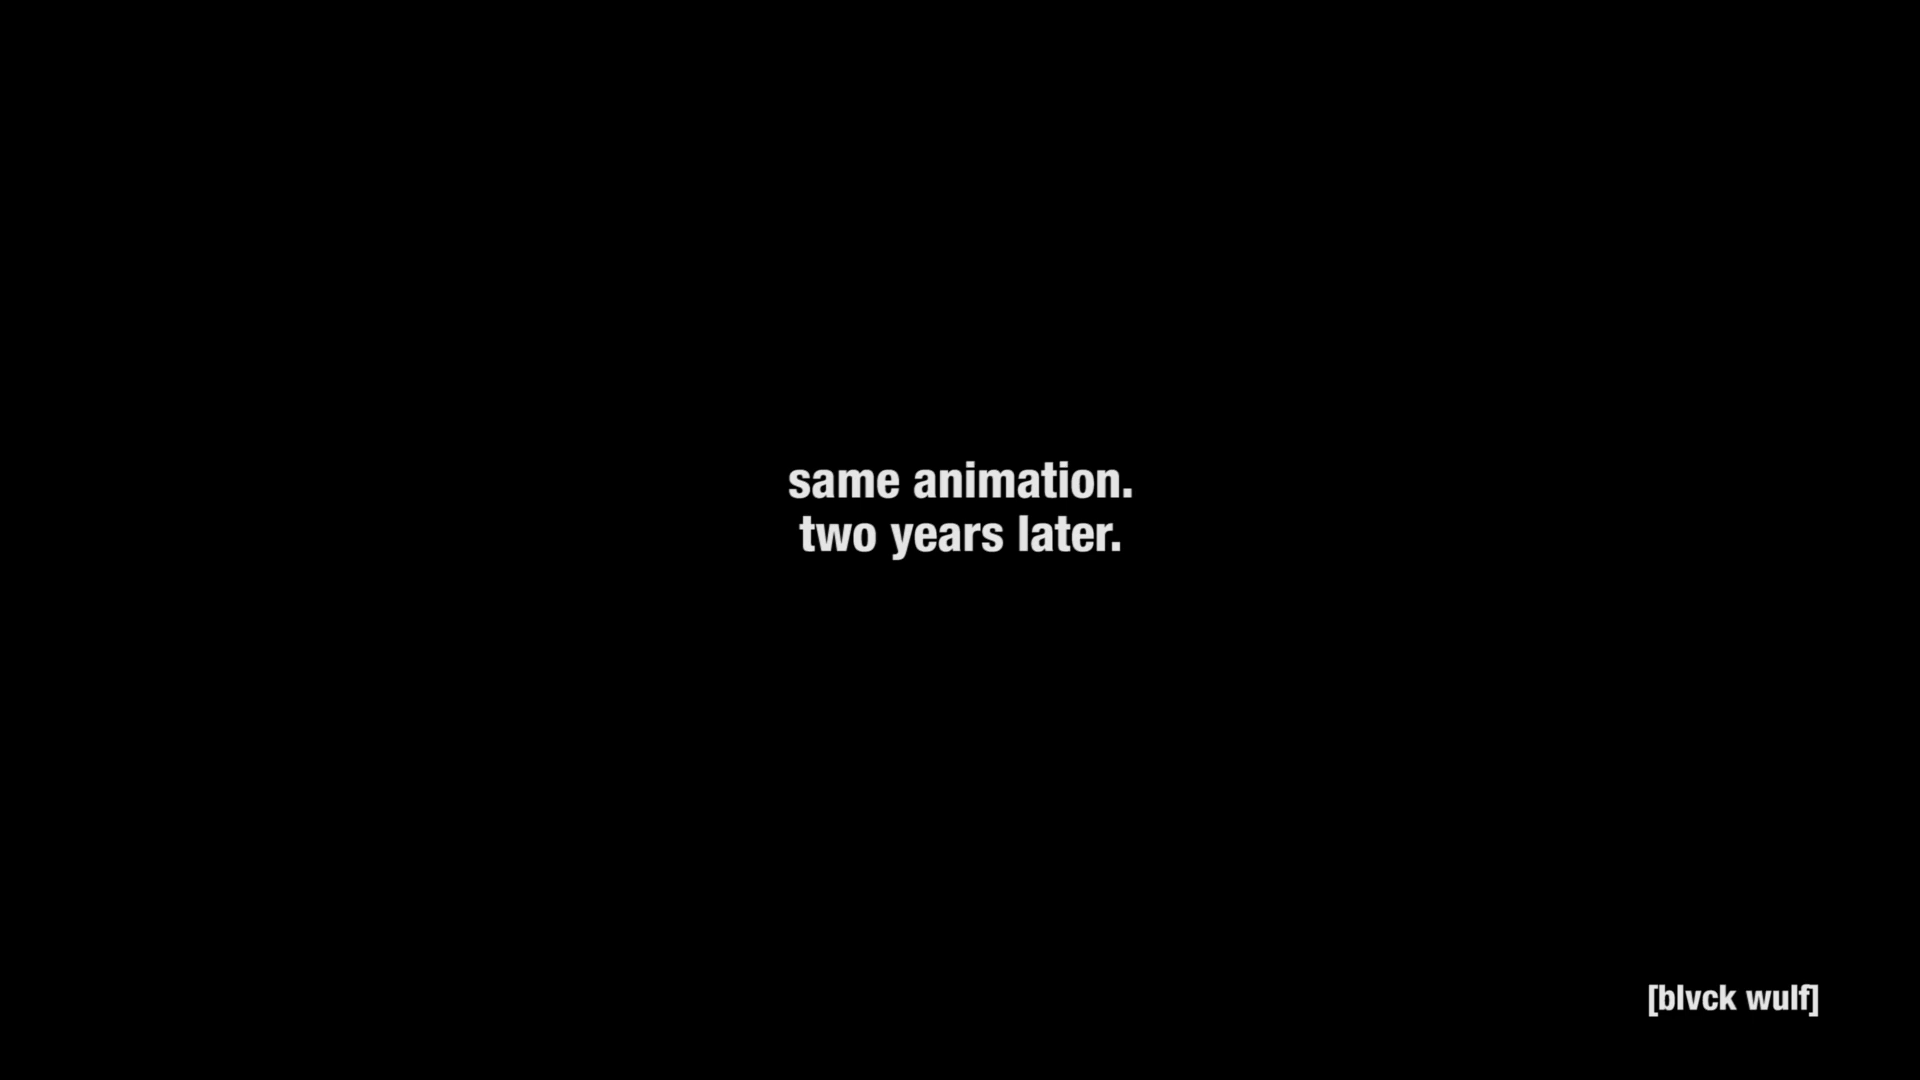 same animation.
two years later.
[blvck wulf]